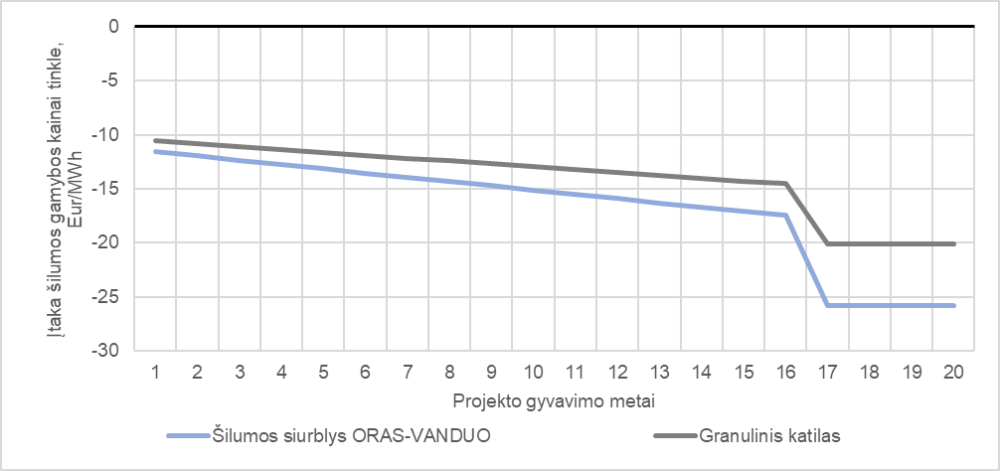 Įtaka šilumos gamybos kainai tinkle,
Eur/MWh
0
-5
-10
-15
-20
-25
-30
1 2 3 4 5 6 7 8 9 10 11 12 13 14 15 16 17 18 19 20
Projekto gyvavimo metai
Šilumos siurblys ORAS-VANDUO
Granulinis katilas